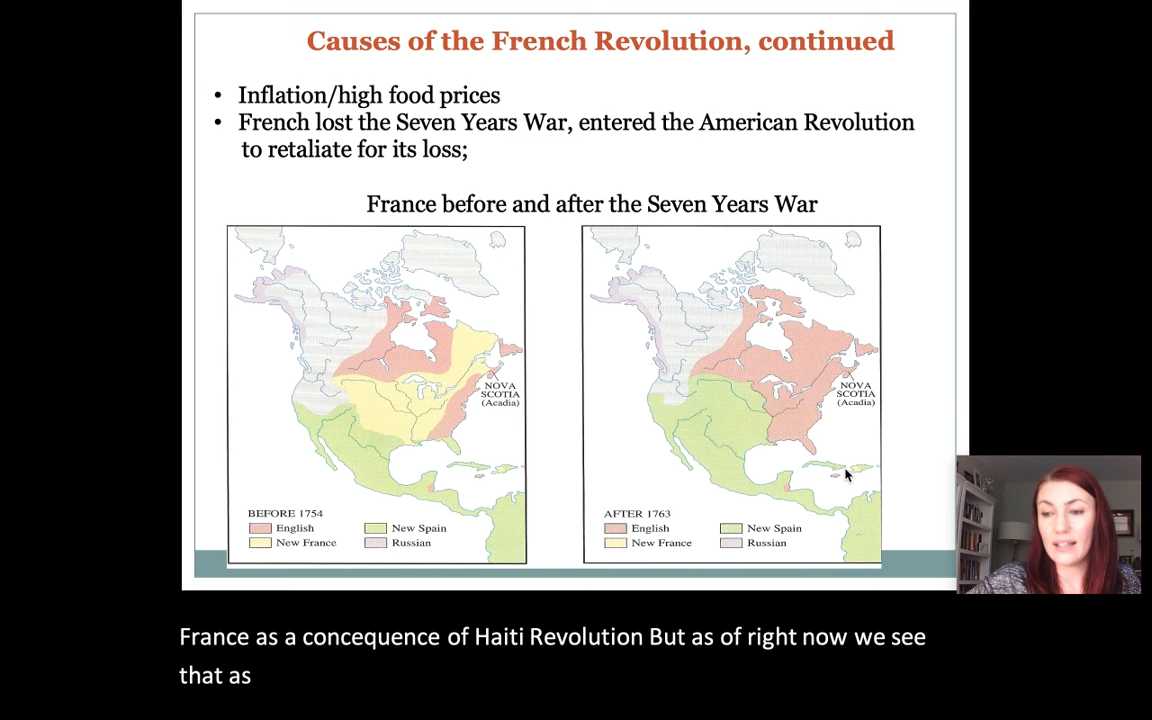 Causes of the French Revolution, continued
• Inflation/high food prices
• French lost the Seven Years War, entered the American Revolution
to retaliate for its loss;
France before and after the Seven Years War
NOVA
SCOTIA
(Acadia)
BEFORE 1754
English
New Spain
New France
Russian
NOVA
SCOTIA
(Acadia)
AFTER 1763
English
New Spain
New France
Russian
France as a concequence of Haiti Revolution But as of right now we see
that as